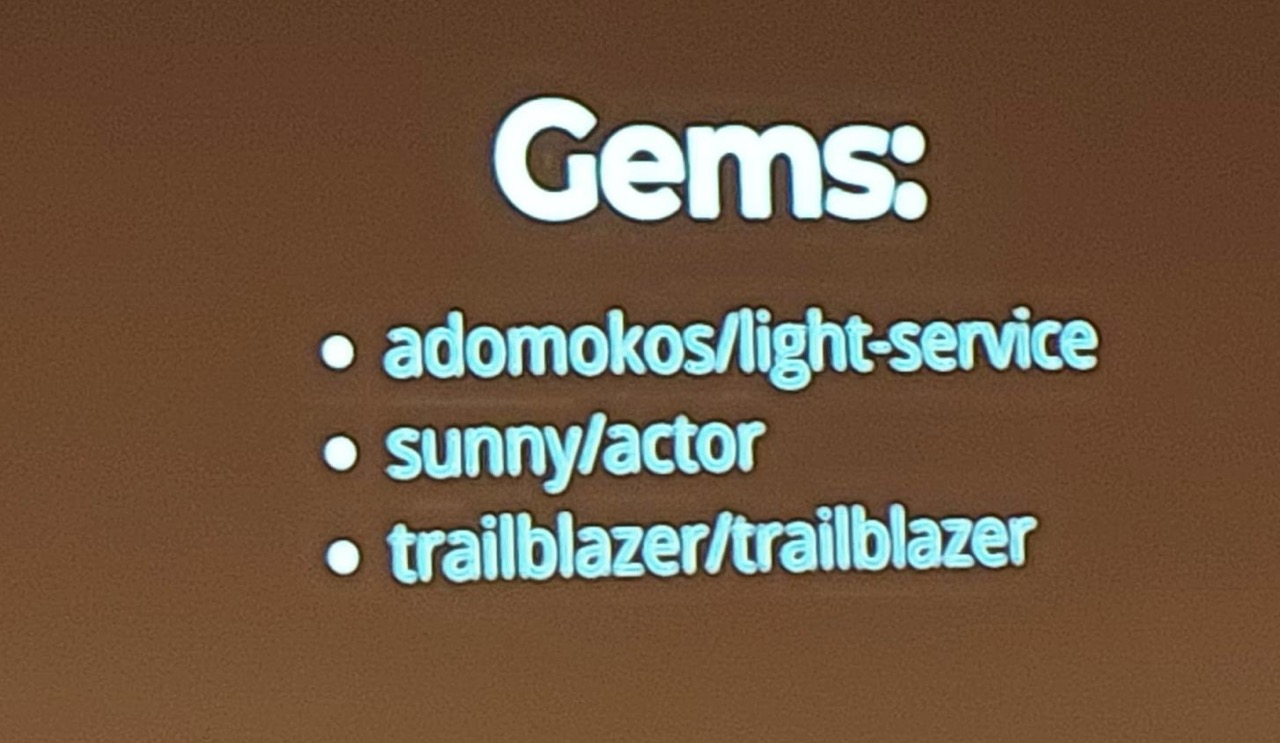 Gems:
• adomokos/light-service
• sunny/actor
• trailblazer/trailblazer